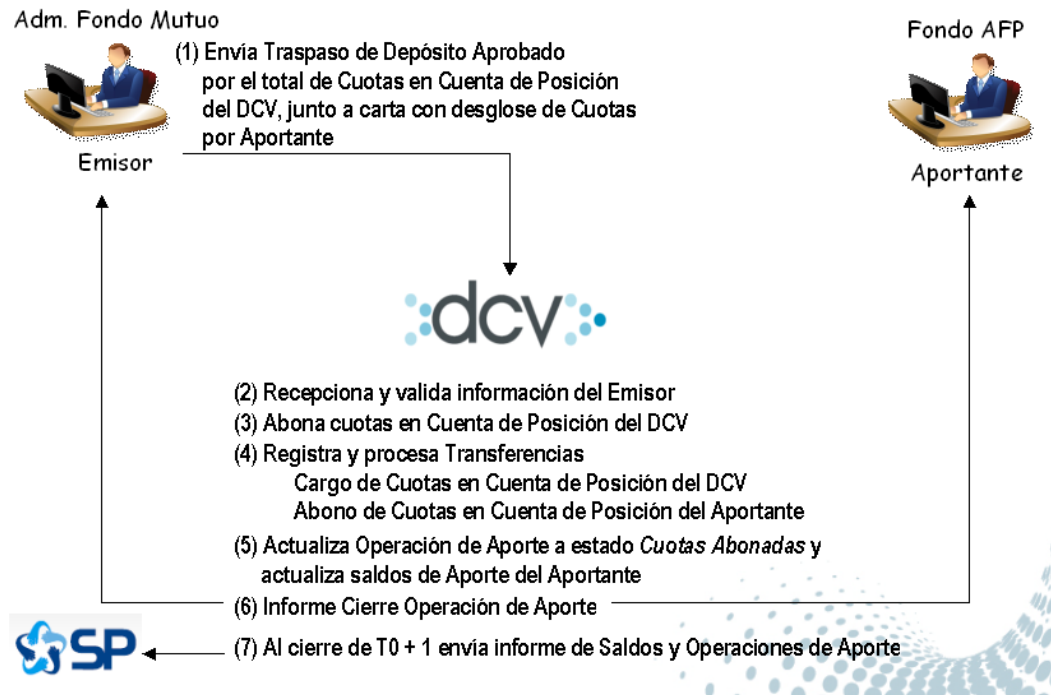 Adm. Fondo Mutuo
Fondo AFP
(1) Envía Traspaso de Depósito Aprobado
por el total de Cuotas en Cuenta de Posición
del DCV, junto a carta con desglose de Cuotas
por Aportante
Emisor
Aportante
dcv
(2) Recepciona y valida información del Emisor
(3) Abona cuotas en Cuenta de Posición del DCV
(4) Registra y procesa Transferencias
Cargo de Cuotas en Cuenta de Posición del DCV
Abono de Cuotas en Cuenta de Posición del Aportante
(5) Actualiza Operación de Aporte a estado Cuotas Abonadas y
actualiza saldos de Aporte del Aportante
(6) Informe Cierre Operación de Aporte
SP
(7) Al cierre de T0 + 1 envía informe de Saldos y Operaciones de Aporte